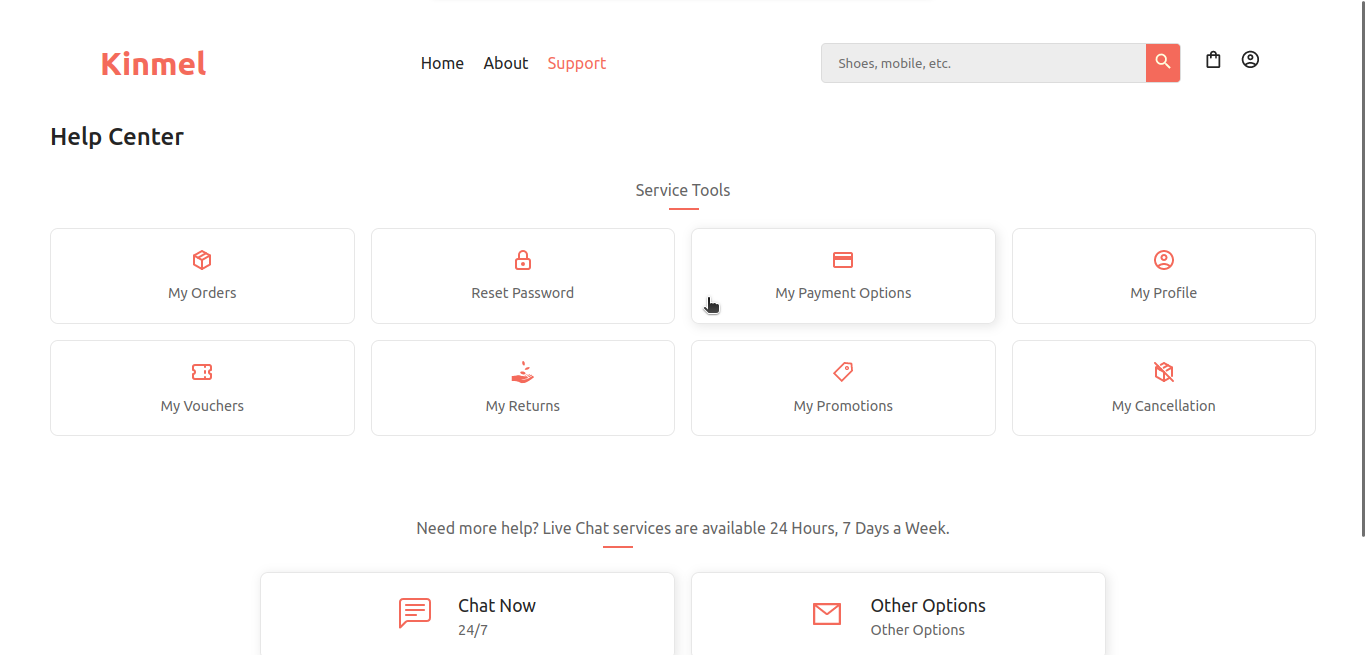 Kinmel
Home About Support
Shoes, mobile, etc.
Help Center
Service Tools
My Orders
Reset Password
My Payment Options
My Profile
My Vouchers
My Returns
My Promotions
My Cancellation
Need more help? Live Chat services are available 24 Hours, 7 Days a Week.
Chat Now
24/7
Other Options
Other Options